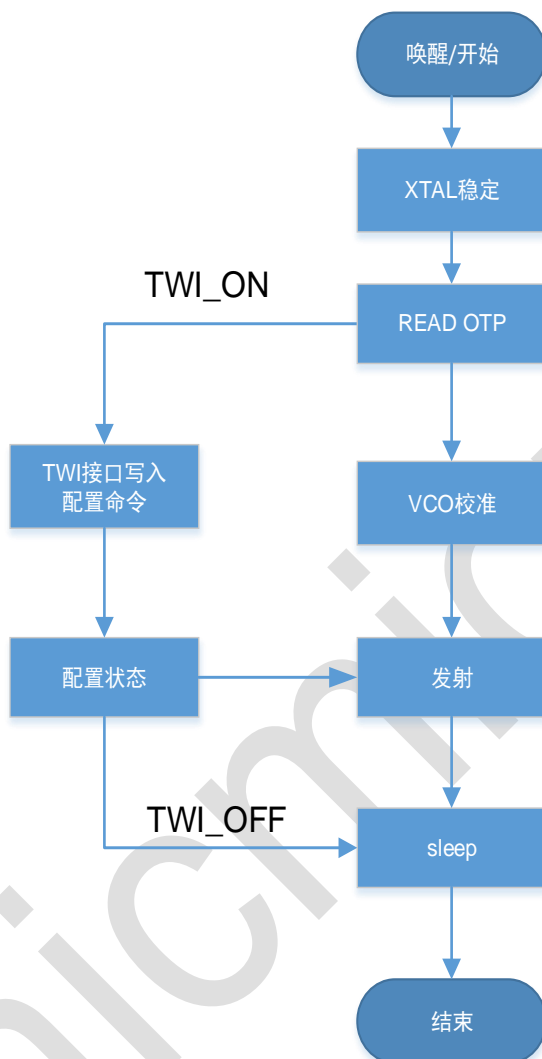 唤醒/开始
XTAL稳定
TWI_ON
READ OTP
TWI接口写入
配置命令
VCO校准
配置状态
发射
TWI_OFF
sleep
结束